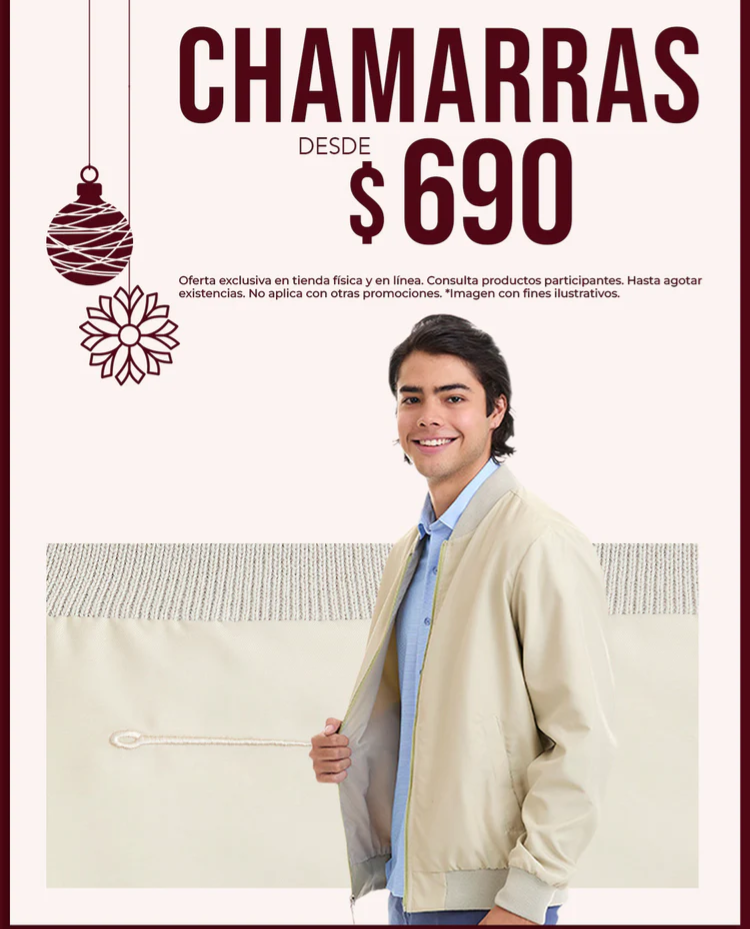 CHAMARRAS
DESDE
$690
Oferta exclusiva en tienda física y en línea. Consulta productos participantes. Hasta agotar
existencias. No aplica con otras promociones. *Imagen con fines ilustrativos.